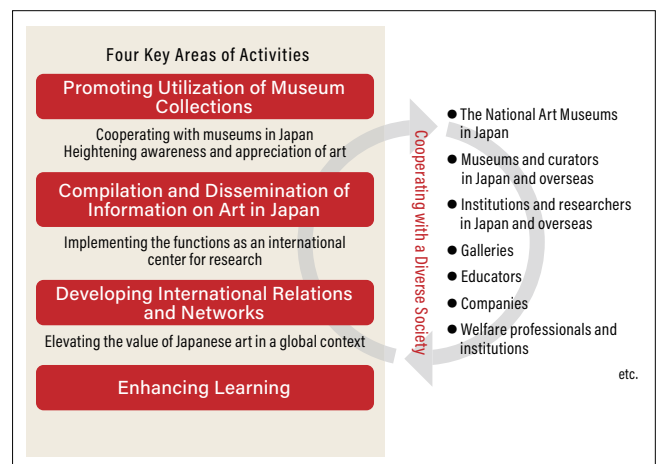 Four Key Areas of Activities
Promoting Utilization of Museum
Collections
Cooperating with museums in Japan
Heightening awareness and appreciation of art
Compilation and Dissemination of
Information on Art in Japan
Implementing the functions as an international
center for research
Developing International Relations
and Networks
Elevating the value of Japanese art in a global context
Enhancing Learning
Cooperating with a Diverse Society
● The National Art Museums
in Japan
● Museums and curators
in Japan and overseas
● Institutions and researchers
in Japan and overseas
● Galleries
● Educators
● Companies
● Welfare professionals and
institutions
etc.